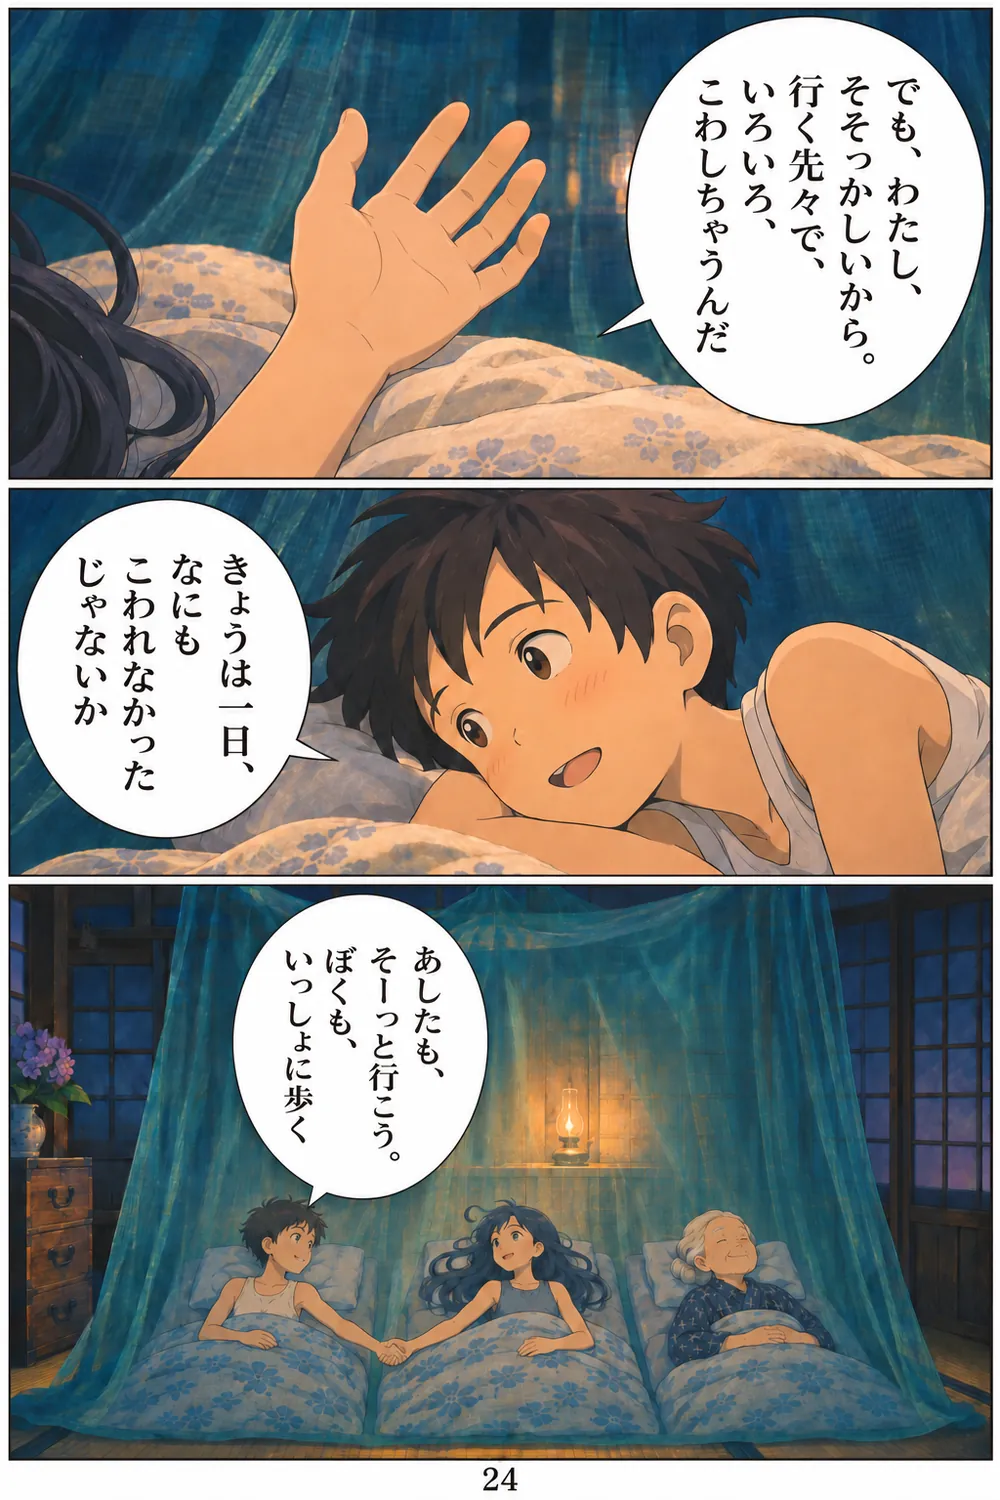 でも、わたし、
そそっかしいから。
行く先々で、
いろいろ、
こわしちゃうんだ
きょうは一日、
なにも
こわれなかった
じゃないか
あしたも、
そーっと行こう。
ぼくも、
いっしょに歩く
24